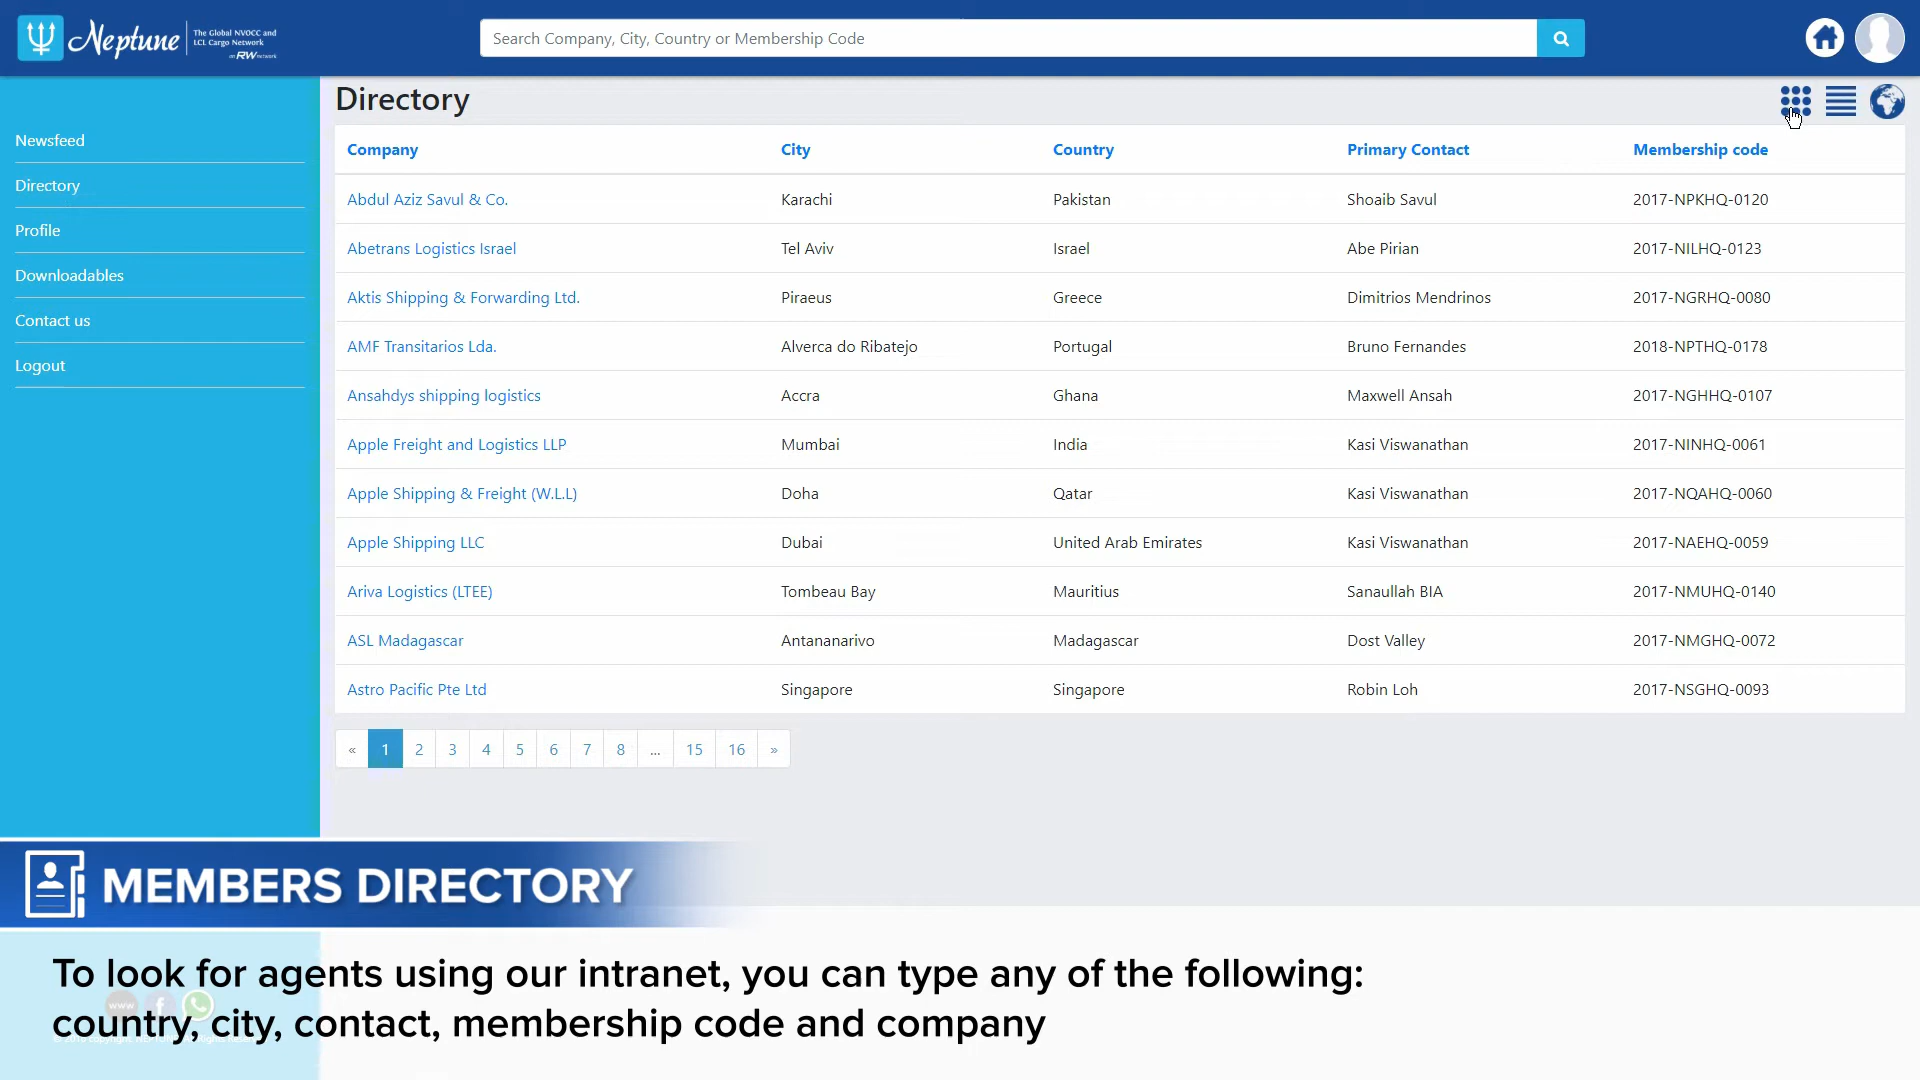 Neptune
The Global NVOCC and
LCL Cargo Network
an RW network
Search Company, City, Country or Membership Code
Newsfeed
Directory
Profile
Downloadables
Contact us
Logout
Directory
Company City Country Primary Contact Membership code
Abdul Aziz Savul & Co. Karachi Pakistan Shoaib Savul 2017-NPKHQ-0120
Abetrans Logistics Israel Tel Aviv Israel Abe Pirian 2017-NILHQ-0123
Aktis Shipping & Forwarding Ltd. Piraeus Greece Dimitrios Mendrinos 2017-NGRHQ-0080
AMF Transitarios Lda. Alverca do Ribatejo Portugal Bruno Fernandes 2018-NPTHQ-0178
Ansahdys shipping logistics Accra Ghana Maxwell Ansah 2017-NGHHQ-0107
Apple Freight and Logistics LLP Mumbai India Kasi Viswanathan 2017-NINHQ-0061
Apple Shipping & Freight (W.L.L) Doha Qatar Kasi Viswanathan 2017-NQAHQ-0060
Apple Shipping LLC Dubai United Arab Emirates Kasi Viswanathan 2017-NAEHQ-0059
Ariva Logistics (LTEE) Tombeau Bay Mauritius Sanaullah BIA 2017-NMUHQ-0140
ASL Madagascar Antananarivo Madagascar Dost Valley 2017-NMGHQ-0072
Astro Pacific Pte Ltd Singapore Singapore Robin Loh 2017-NSGHQ-0093
« 1 2 3 4 5 6 7 8 ... 15 16 »
MEMBERS DIRECTORY
To look for agents using our intranet, you can type any of the following:
www f
country, city, contact, membership code and company